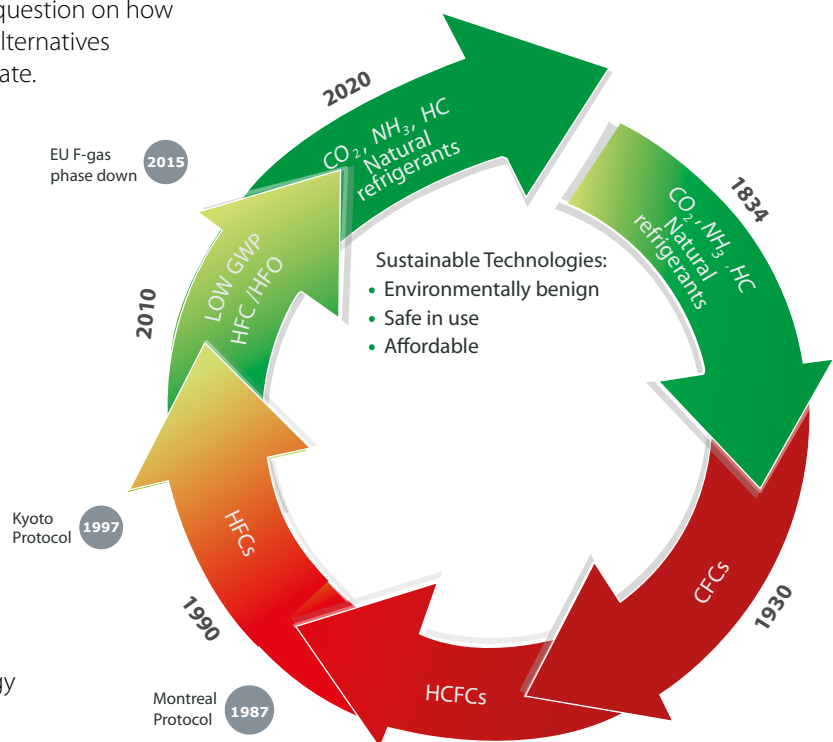 question on how
lternatives
ate.
2020
CO₂, NH₃, HC
Natural
refrigerants
EU F-gas
phase down
2015
1834
CO₂, NH₃ ,HC
Natural
refrigerants
LOW GWP
HFC /HFO
2010
Sustainable Technologies:
• Environmentally benign
• Safe in use
• Affordable
Kyoto
Protocol
1997
HFCs
CFCs
1930
1990
HCFCs
gy
Montreal
Protocol
1987